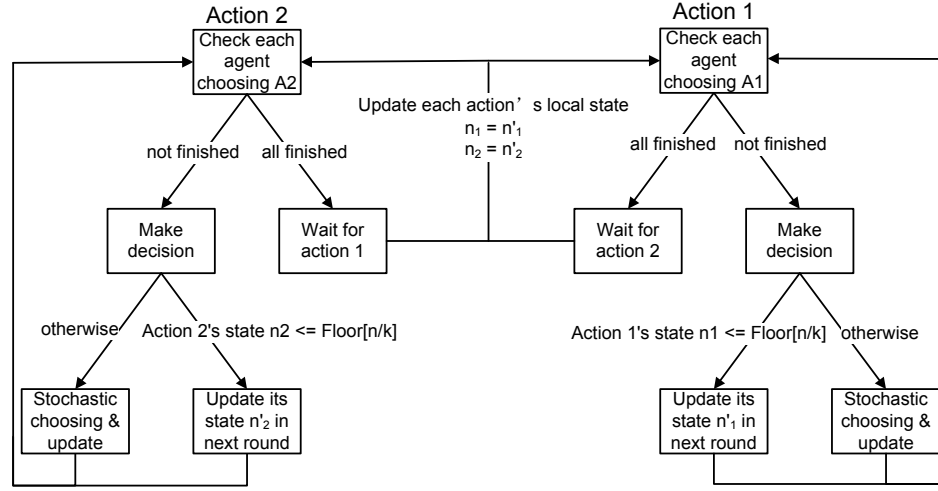 Action 2
Check each
agent
choosing A2
not finished
all finished
Make
decision
Wait for
action 1
otherwise
Action 2's state n2 <= Floor[n/k]
Stochastic
choosing &
update
Update its
state n'₂ in
next round
Update each action’s local state
n₁ = n'₁
n₂ = n'₂
Action 1
Check each
agent
choosing A1
all finished
not finished
Wait for
action 2
Make
decision
Action 1's state n1 <= Floor[n/k]
otherwise
Update its
state n'₁ in
next round
Stochastic
choosing &
update